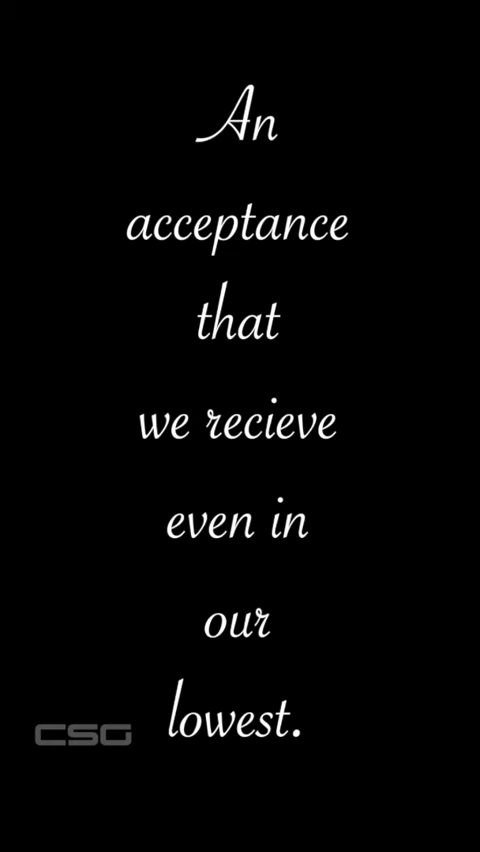 An
acceptance
that
we recieve
even in
our
lowest.
CSG